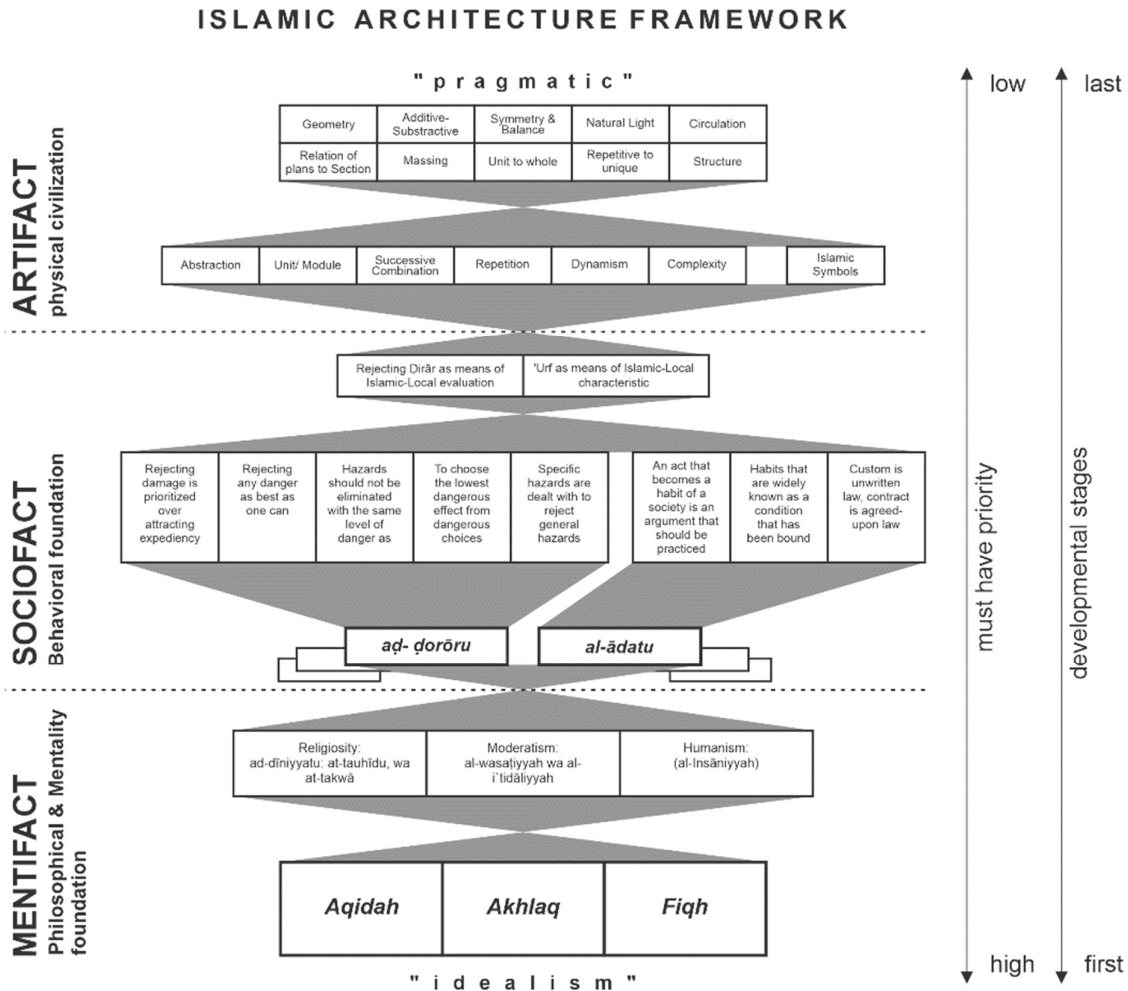 ISLAMIC ARCHITECTURE FRAMEWORK
"pragmatic"
low
last
Geometry
Additive-
Substractive
Symmetry &
Balance
Natural Light
Circulation
Relation of
plans to Section
Massing
Unit to whole
Repetitive to
unique
Structure
ARTIFACT
physical civilization
Abstraction
Unit/ Module
Successive
Combination
Repetition
Dynamism
Complexity
Islamic
Symbols
Rejecting Dirār as means of
Islamic-Local evaluation
'Urf as means of Islamic-Local
characteristic
SOCIOFACT
Behavioral foundation
Rejecting
damage is
prioritized
over
attracting
expediency
Rejecting
any danger
as best as
one can
Hazards
should not be
eliminated
with the same
level of
danger as
To choose
the lowest
dangerous
effect from
dangerous
choices
Specific
hazards are
dealt with to
reject
general
hazards
An act that
becomes a
habit of a
society is an
argument that
should be
practiced
Habits that
are widely
known as a
condition
that has
been bound
Custom is
unwritten
law, contract
is agreed-
upon law
must have priority
developmental stages
aḍ- ḍorōru
al-ādatu
MENTIFACT
Philosophical & Mentality
foundation
Religiosity:
ad-dīniyyatu: at-tauhīdu, wa
at-takwā
Moderatism:
al-wasaṭiyyah wa al-
i`tidāliyyah
Humanism:
(al-Insāniyyah)
Aqidah
Akhlaq
Fiqh
"idealism"
high
first